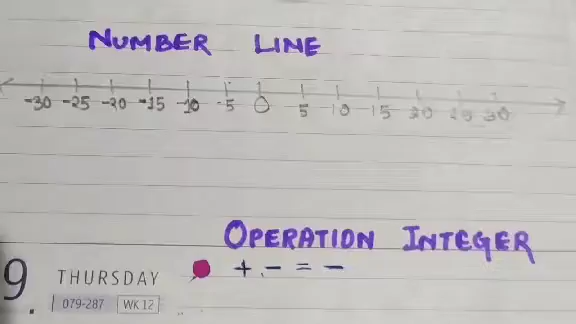 NUMBER LINE
-30 -25 -20 -15 -10 -5 0 5 10 15 20 25 30
OPERATION INTEGER
+ - = -
9 THURSDAY
079-287 WK 12